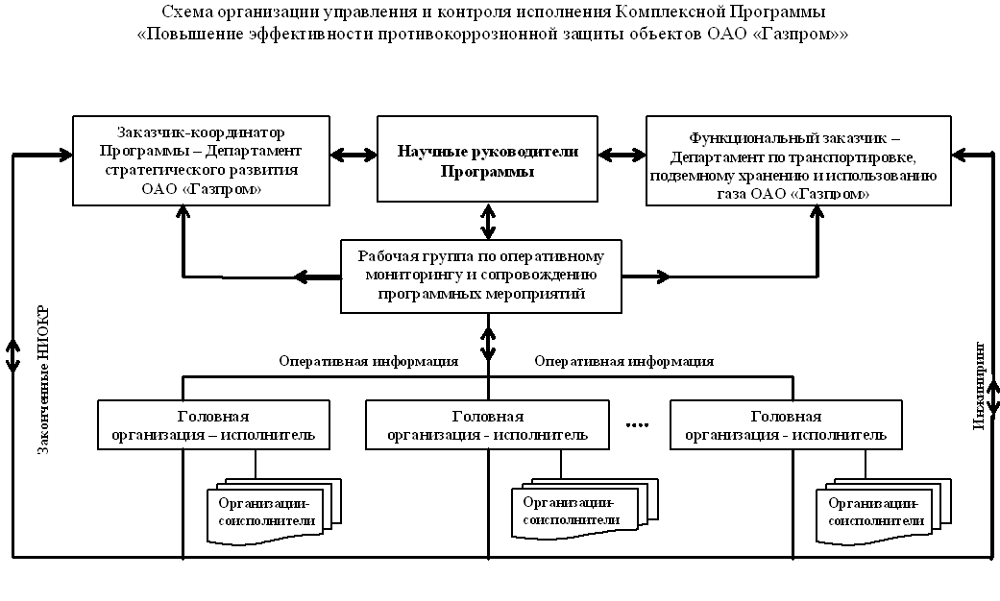 Схема организации управления и контроля исполнения Комплексной Программы
«Повышение эффективности противокоррозионной защиты объектов ОАО «Газпром»»
Заказчик-координатор
Программы – Департамент
стратегического развития
ОАО «Газпром»
Научные руководители
Программы
Функциональный заказчик –
Департамент по транспортировке,
подземному хранению и использованию
газа ОАО «Газпром»
Рабочая группа по оперативному
мониторингу и сопровождению
программных мероприятий
Законченные НИОКР
Оперативная информация
Оперативная информация
Инжиниринг
Головная
организация – исполнитель
Головная
организация - исполнитель
....
Головная
организация - исполнитель
Организации-
соисполнители
Организации-
соисполнители
Организации-
соисполнители